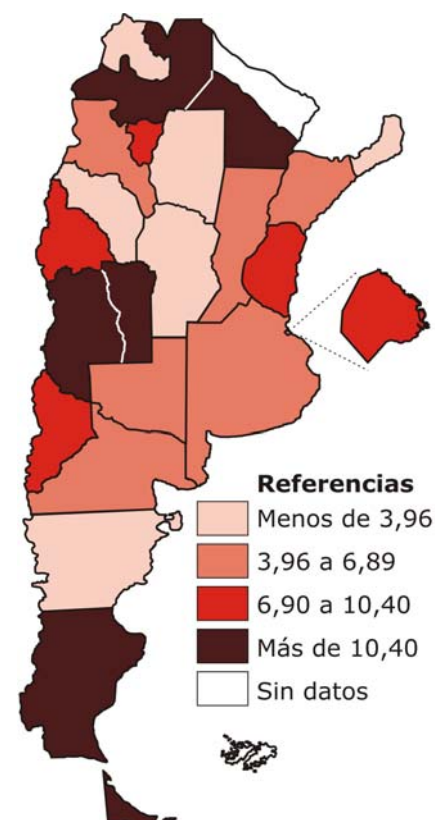 Referencias
Menos de 3,96
3,96 a 6,89
6,90 a 10,40
Más de 10,40
Sin datos